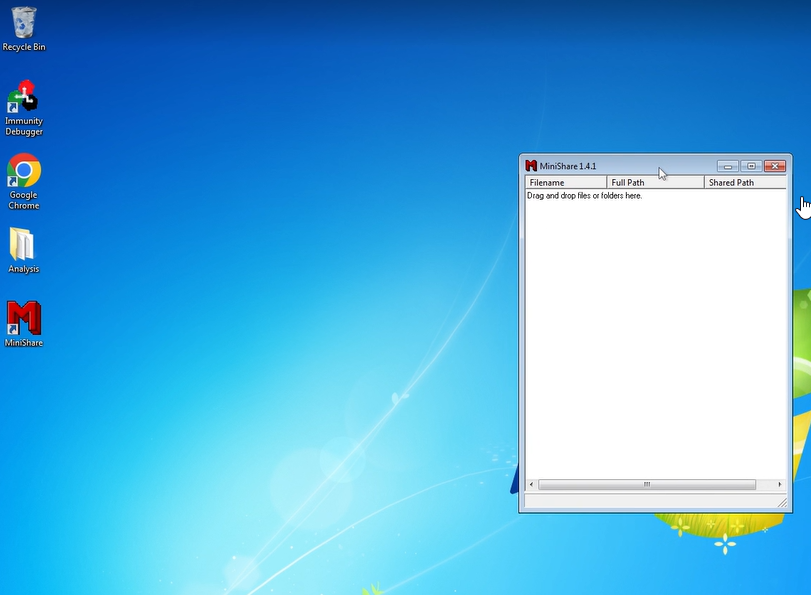 Recycle Bin
Immunity
Debugger
Google
Chrome
Analysis
MiniShare
MiniShare 1.4.1
Filename Full Path Shared Path
Drag and drop files or folders here.